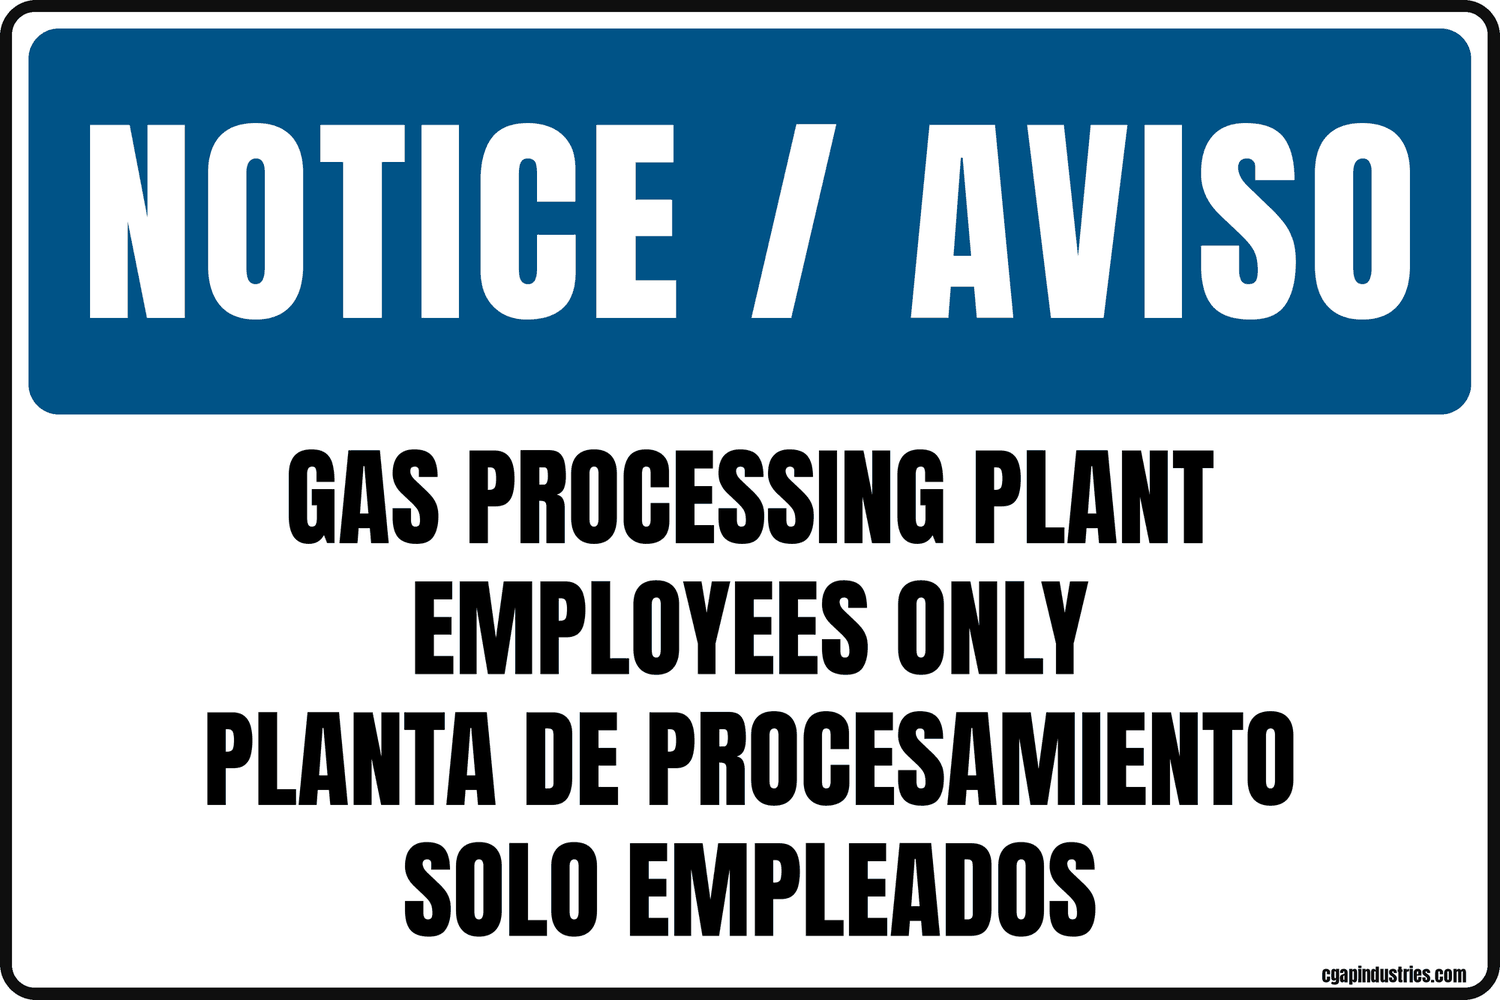 NOTICE / AVISO
GAS PROCESSING PLANT
EMPLOYEES ONLY
PLANTA DE PROCESAMIENTO
SOLO EMPLEADOS
cgapindustries.com